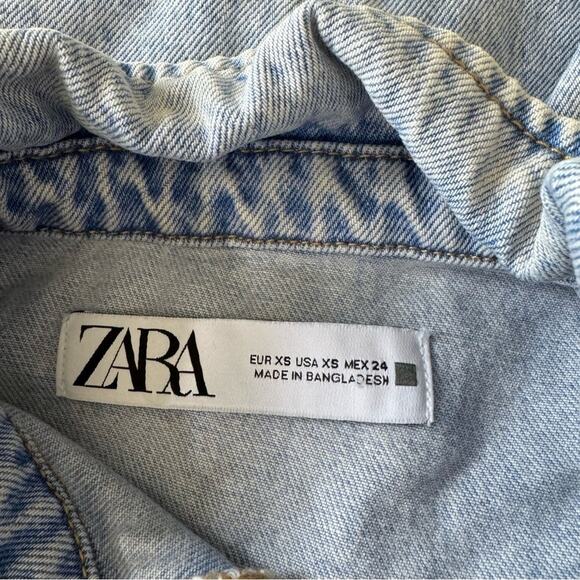 ZARA
EUR XS USA XS MEX 24
MADE IN BANGLADESH